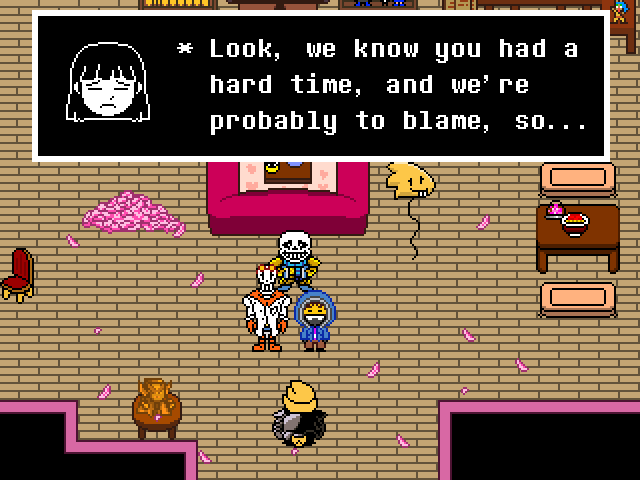 * Look, we know you had a
hard time, and we're
probably to blame, so...